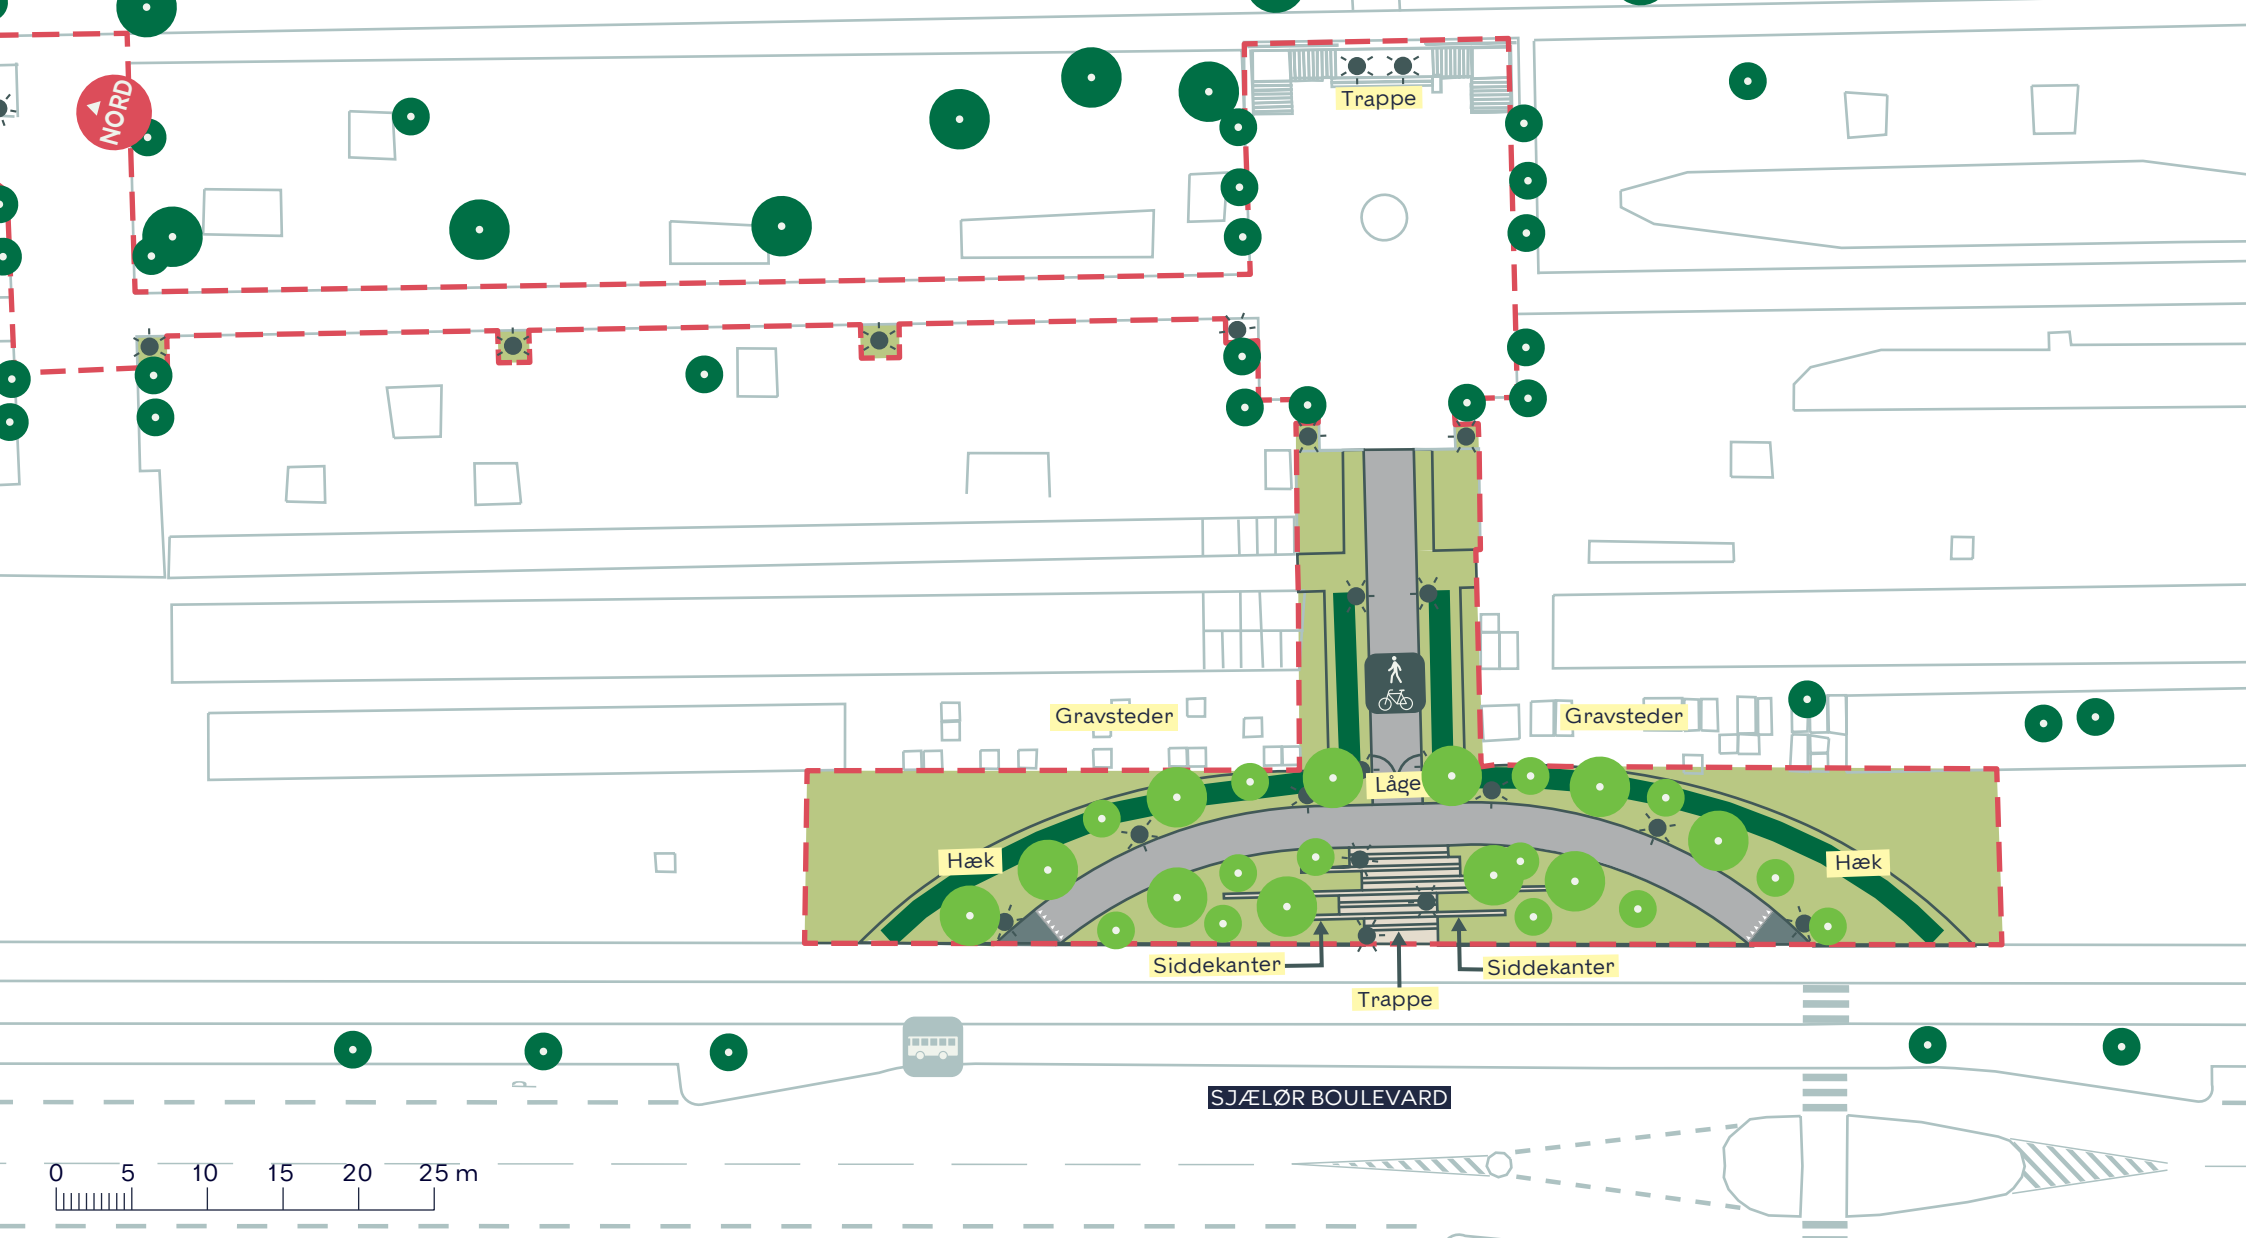 NORD
Trappe
Gravsteder
Gravsteder
Låge
Hæk
Hæk
Siddekanter
Siddekanter
Trappe
SJÆLØR BOULEVARD
0 5 10 15 20 25 m